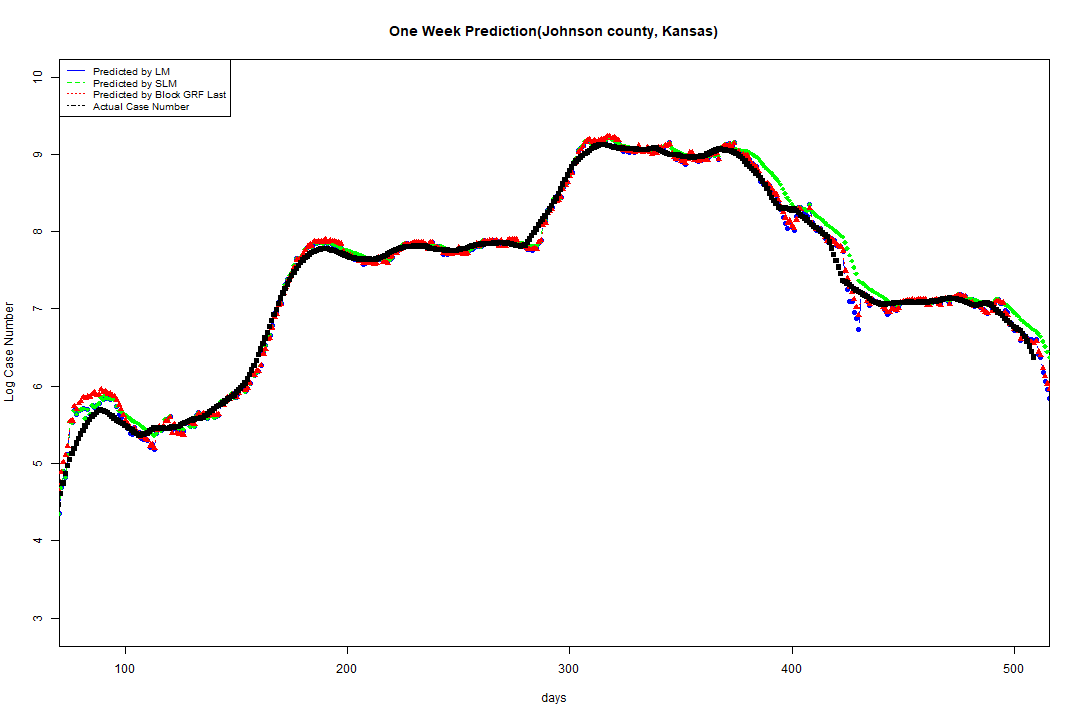 One Week Prediction(Johnson county, Kansas)
Predicted by LM
Predicted by SLM
Predicted by Block GRF Last
Actual Case Number
10
9
8
7
6
5
4
3
Log Case Number
100 200 300 400 500
days